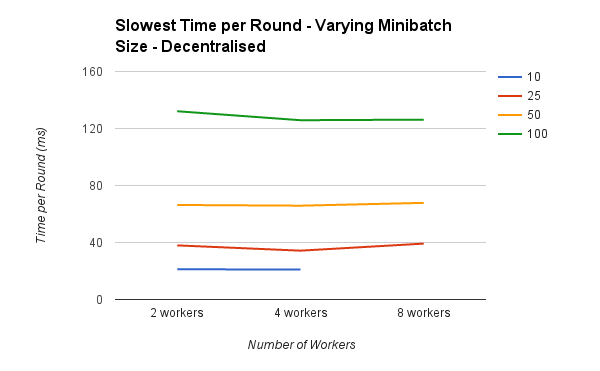 Slowest Time per Round - Varying Minibatch
Size - Decentralised
160
120
80
40
0
Time per Round (ms)
2 workers
4 workers
8 workers
Number of Workers
10
25
50
100